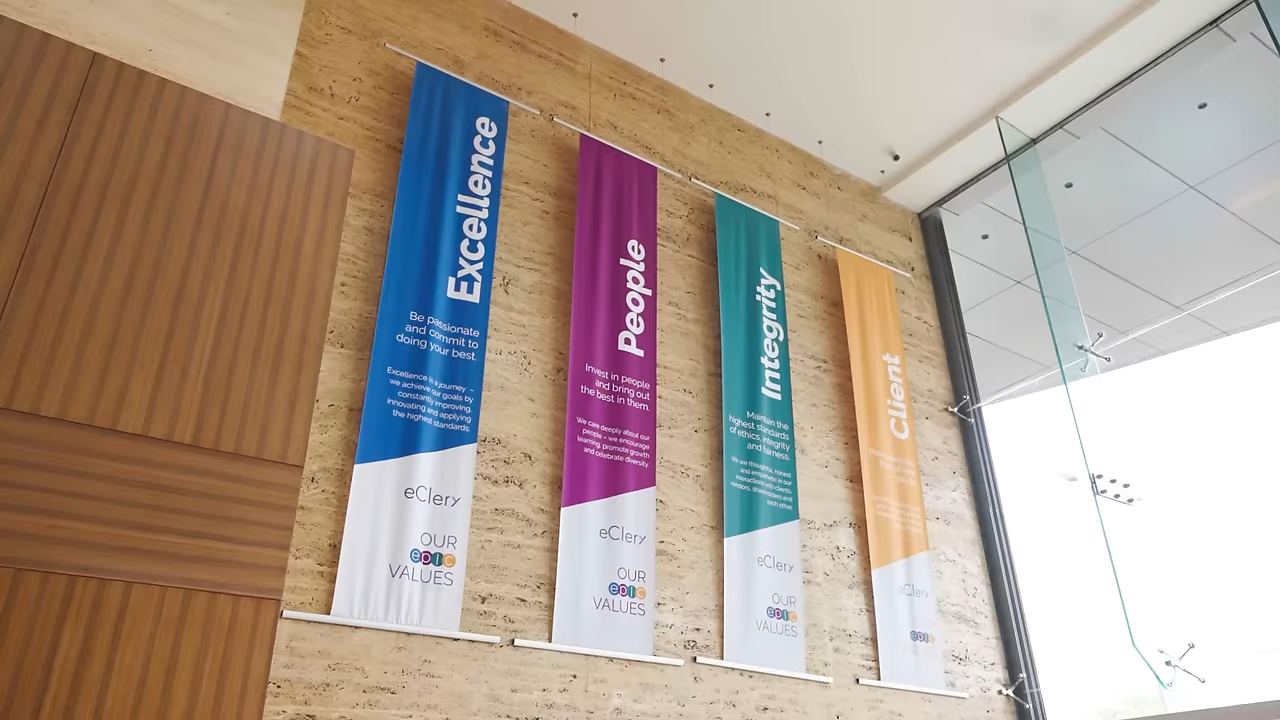 Excellence
Be passionate
and commit to
doing your best.
Excellence is a journey –
we achieve our goals by
constantly improving,
innovating and applying
the highest standards.
eClery
OUR
epic
VALUES
People
Invest in people
and bring out
the best in them.
We care deeply about our
people – we encourage
learning, promote growth
and celebrate diversity.
eClery
OUR
epic
VALUES
Integrity
Maintain the
highest standards
of ethics, integrity
and fairness.
We are thoughtful, honest
and empathetic in our
interactions with clients,
vendors, shareholders and
each other.
eClery
OUR
epic
VALUES
Client
eClery
epic